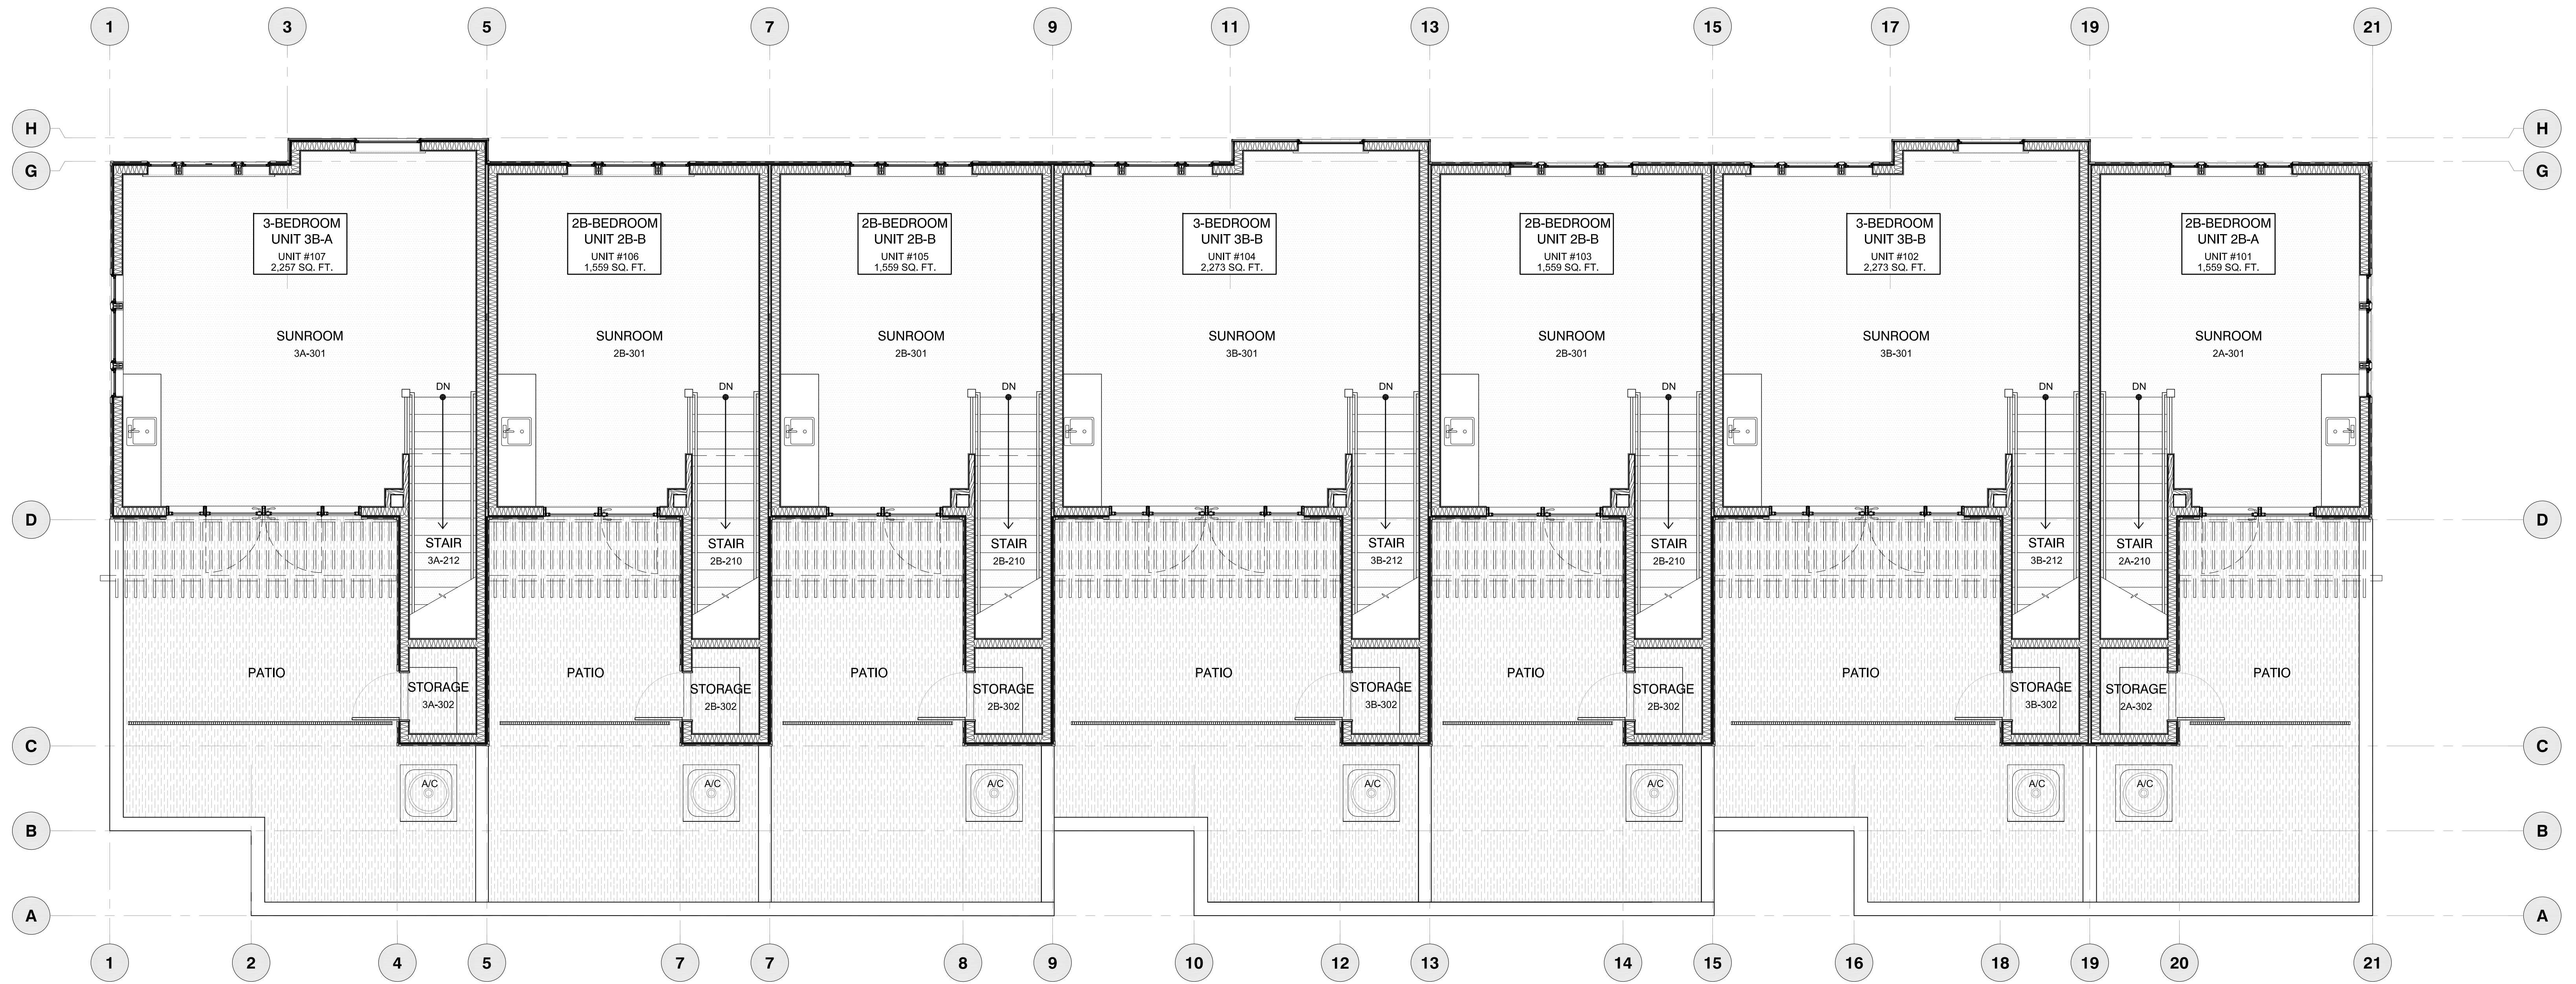 1 3 5 7 9 11 13 15 17 19 21
H H
G G
3-BEDROOM
UNIT 3B-A
UNIT #107
2,257 SQ. FT.
2B-BEDROOM
UNIT 2B-B
UNIT #106
1,559 SQ. FT.
2B-BEDROOM
UNIT 2B-B
UNIT #105
1,559 SQ. FT.
3-BEDROOM
UNIT 3B-B
UNIT #104
2,273 SQ. FT.
2B-BEDROOM
UNIT 2B-B
UNIT #103
1,559 SQ. FT.
3-BEDROOM
UNIT 3B-B
UNIT #102
2,273 SQ. FT.
2B-BEDROOM
UNIT 2B-A
UNIT #101
1,559 SQ. FT.
SUNROOM
3A-301
SUNROOM
2B-301
SUNROOM
2B-301
SUNROOM
3B-301
SUNROOM
2B-301
SUNROOM
3B-301
SUNROOM
2A-301
DN DN DN DN DN DN DN
D D
STAIR
3A-212
STAIR
2B-210
STAIR
2B-210
STAIR
3B-212
STAIR
2B-210
STAIR
3B-212
STAIR
2A-210
PATIO PATIO PATIO PATIO PATIO PATIO PATIO
STORAGE
3A-302
STORAGE
2B-302
STORAGE
2B-302
STORAGE
3B-302
STORAGE
2B-302
STORAGE
3B-302
STORAGE
2A-302
C C
A/C A/C A/C A/C A/C A/C A/C
B B
A A
1 2 4 5 7 7 8 9 10 12 13 14 15 16 18 19 20 21